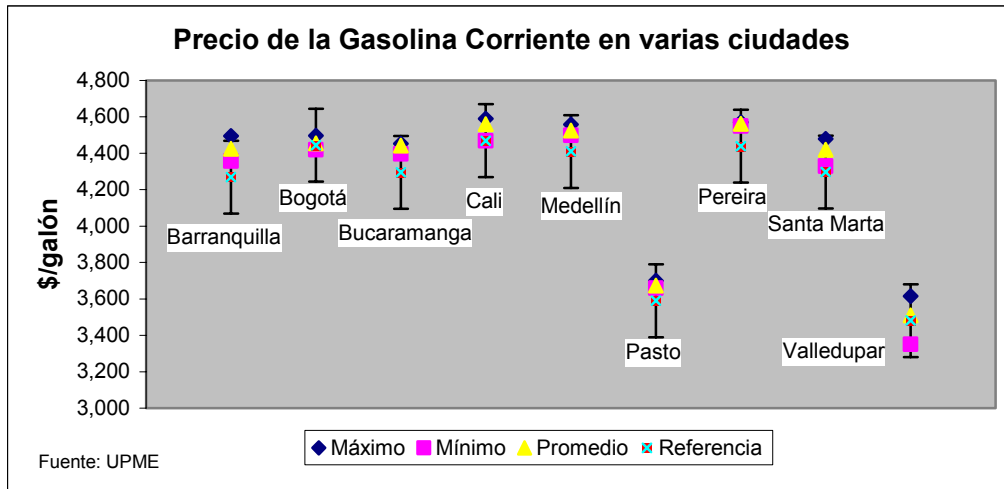 Precio de la Gasolina Corriente en varias ciudades
$/galón
4,800
4,600
4,400
4,200
4,000
3,800
3,600
3,400
3,200
3,000
Barranquilla
Bogotá
Bucaramanga
Cali
Medellín
Pasto
Pereira
Santa Marta
Valledupar
Máximo Mínimo Promedio Referencia
Fuente: UPME